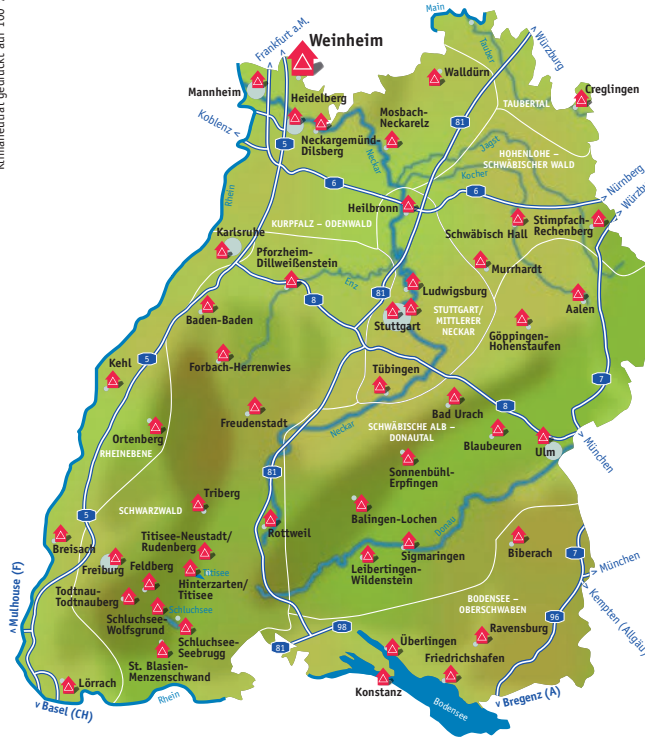 klimaneutral gedruckt auf 100
Main
Frankfurt a.M.
Weinheim
Tauber
> Würzburg
Walldürn
Creglingen
Mannheim
Heidelberg
TAUBERTAL
Mosbach-
Neckarelz
Koblenz <
5
Neckargemünd-
Dilsberg
81
Neckar
Jagst
HOHENLOHE –
SCHWÄBISCHER WALD
Kocher
6
6
> Nürnberg
> Würzb
Rhein
Heilbronn
KURPFALZ – ODENWALD
Schwäbisch Hall
Stimpfach-
Rechenberg
Karlsruhe
Pforzheim-
Dillweißenstein
Murrhardt
Enz
81
Ludwigsburg
8
Baden-Baden
Stuttgart
STUTTGART/
MITTLERER
NECKAR
Aalen
Göppingen-
Hohenstaufen
5
Kehl
Forbach-Herrenwies
Tübingen
7
Bad Urach
8
Freudenstadt
Neckar
SCHWÄBISCHE ALB –
DONAUTAL
Ortenberg
Blaubeuren
Ulm
> München
RHEINEBENE
Sonnenbühl-
Erpfingen
81
Triberg
SCHWARZWALD
5
Balingen-Lochen
Rottweil
Donau
Breisach
Titisee-Neustadt/
Rudenberg
Sigmaringen
Biberach
7
Freiburg
Feldberg
Titisee
Leibertingen-
Wildenstein
> München
Hinterzarten/
Titisee
> Mulhouse (F)
Todtnau-
Todtnauberg
Schluchsee
> Kempten (Allgäu)
BODENSEE –
OBERSCHWABEN
Schluchsee-
Wolfsgrund
96
98
Ravensburg
Schluchsee-
Seebrugg
81
Überlingen
St. Blasien-
Menzenschwand
Friedrichshafen
Lörrach
Konstanz
Rhein
Bodensee
> Bregenz (A)
< Basel (CH)